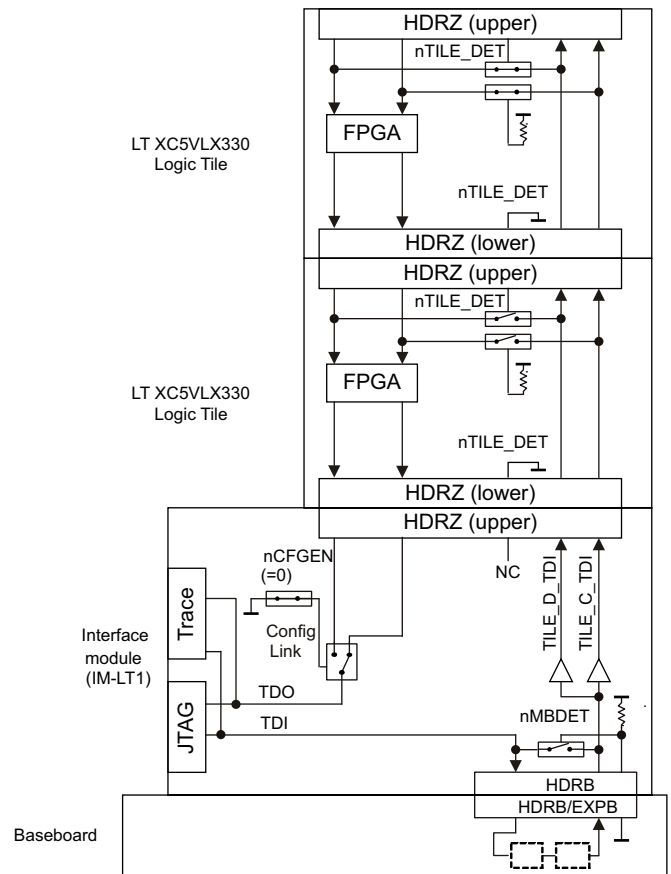 HDRZ (upper)
nTILE_DET
FPGA
LT XC5VLX330
Logic Tile
nTILE_DET
HDRZ (lower)
HDRZ (upper)
nTILE_DET
FPGA
LT XC5VLX330
Logic Tile
nTILE_DET
HDRZ (lower)
HDRZ (upper)
nCFGEN
(=0)
NC
TILE_D_TDI
TILE_C_TDI
Trace
Config
Link
Interface
module
(IM-LT1)
JTAG
TDO
TDI
nMBDET
HDRB
HDRB/EXPB
Baseboard